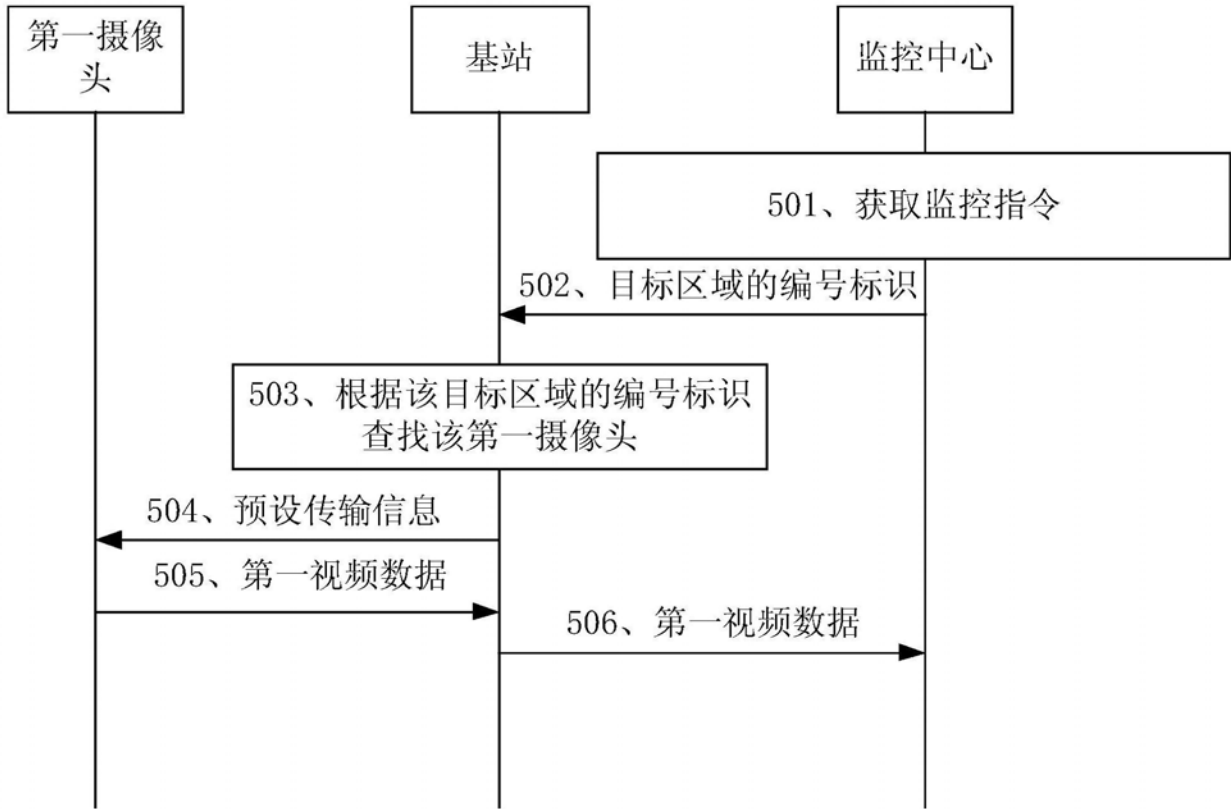 第一摄像
头
基站
监控中心
501、获取监控指令
502、目标区域的编号标识
503、根据该目标区域的编号标识
查找该第一摄像头
504、预设传输信息
505、第一视频数据
506、第一视频数据